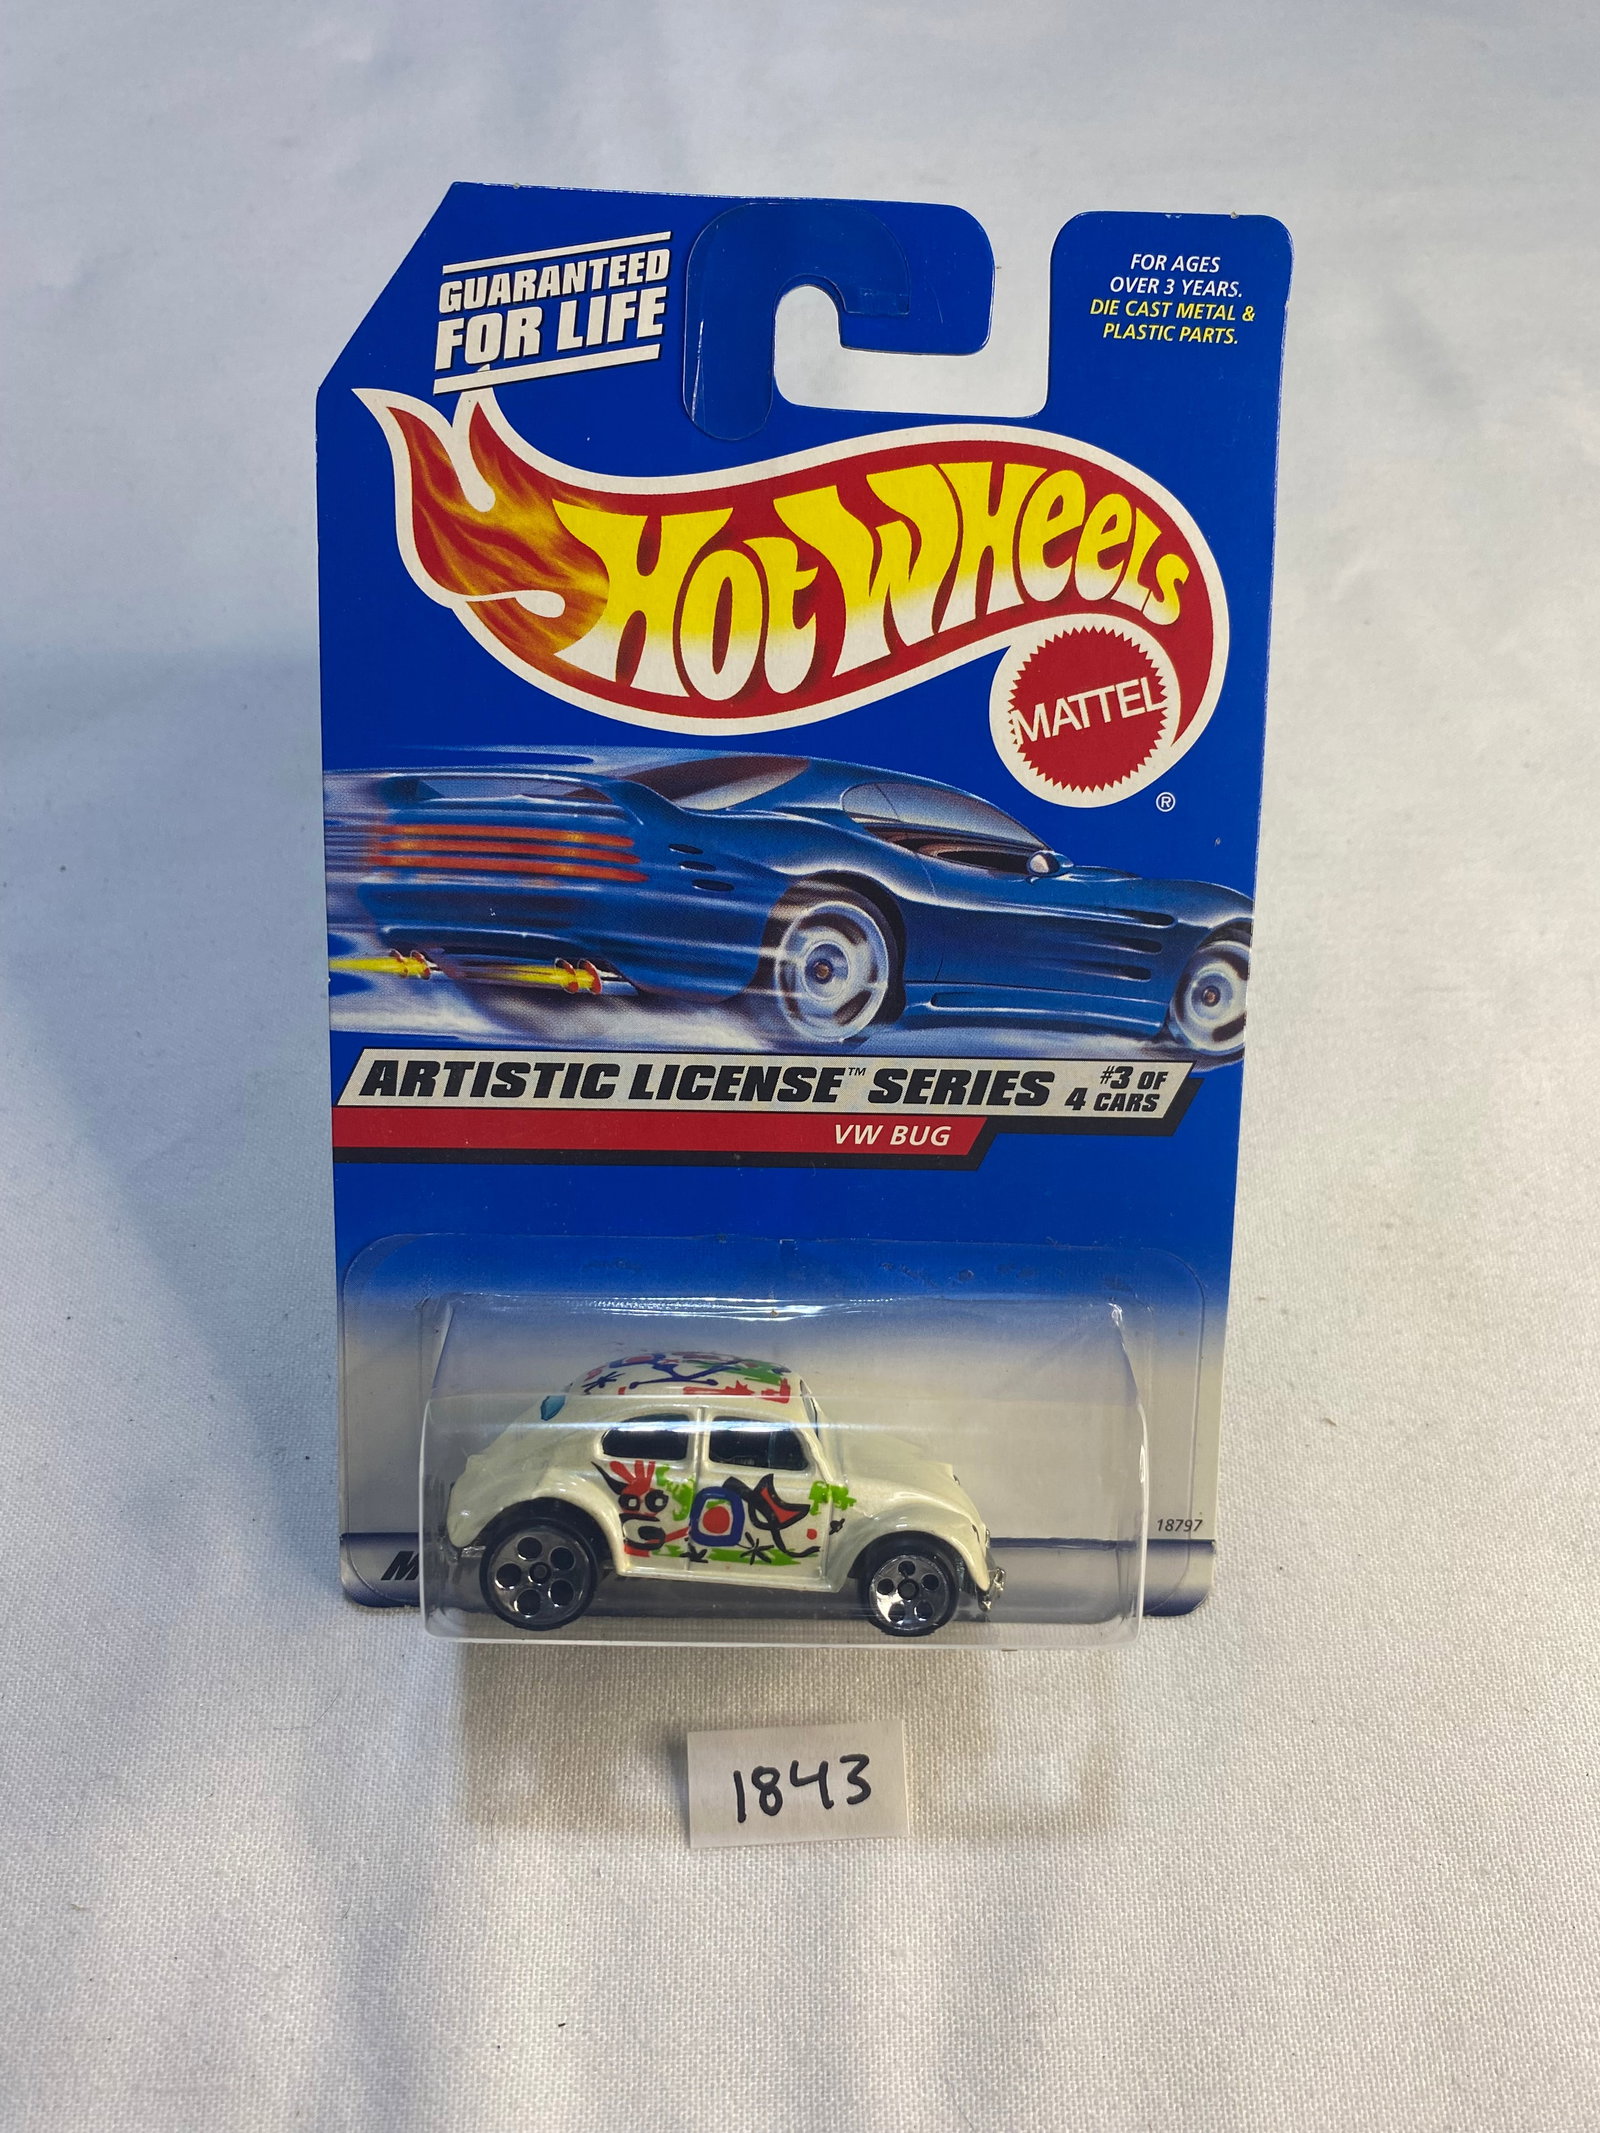 GUARANTEED
FOR LIFE
FOR AGES
OVER 3 YEARS.
DIE CAST METAL &
PLASTIC PARTS.
HOT WHEELS
MATTEL
®
ARTISTIC LICENSE™ SERIES #3 OF
4 CARS
VW BUG
18797
1843